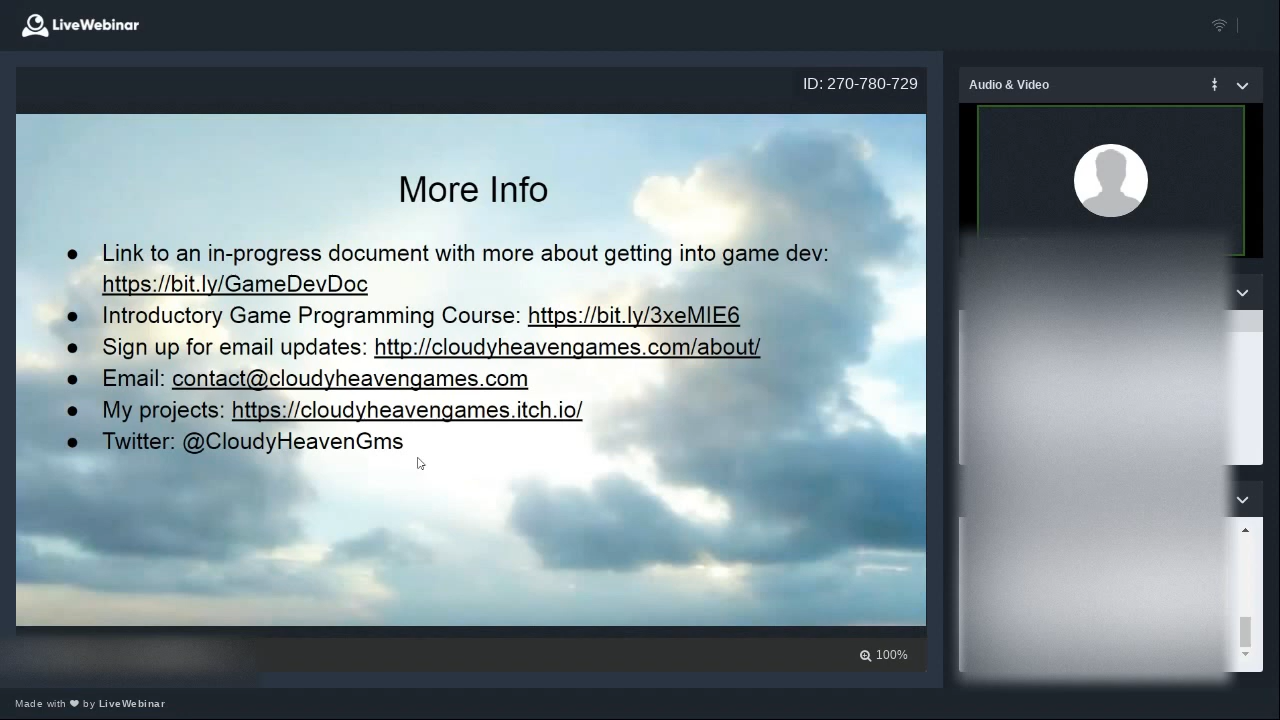 LiveWebinar
ID: 270-780-729
Audio & Video
More Info
● Link to an in-progress document with more about getting into game dev:
https://bit.ly/GameDevDoc
● Introductory Game Programming Course: https://bit.ly/3xeMIE6
● Sign up for email updates: http://cloudyheavengames.com/about/
● Email: contact@cloudyheavengames.com
● My projects: https://cloudyheavengames.itch.io/
● Twitter: @CloudyHeavenGms
100%
Made with ❤ by LiveWebinar